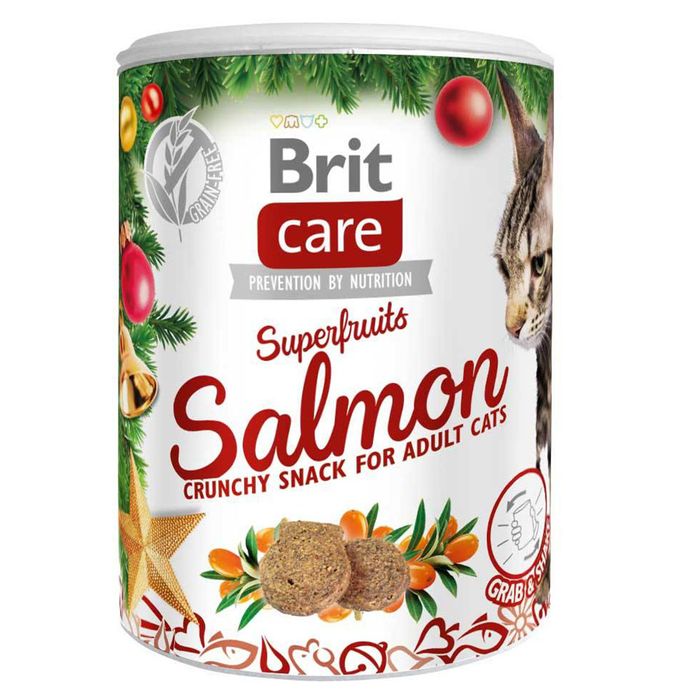 GRAIN-FREE
Brit
care
PREVENTION BY NUTRITION
Superfruits
Salmon
CRUNCHY SNACK FOR ADULT CATS
GRAB &